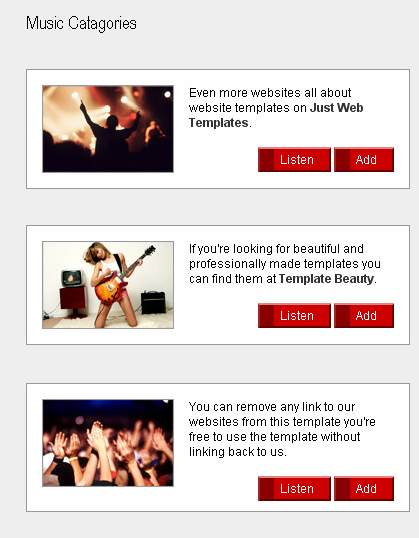 Music Catagories
Even more websites all about
website templates on Just Web
Templates.
Listen Add
If you're looking for beautiful and
professionally made templates you
can find them at Template Beauty.
Listen Add
You can remove any link to our
websites from this template you're
free to use the template without
linking back to us.
Listen Add